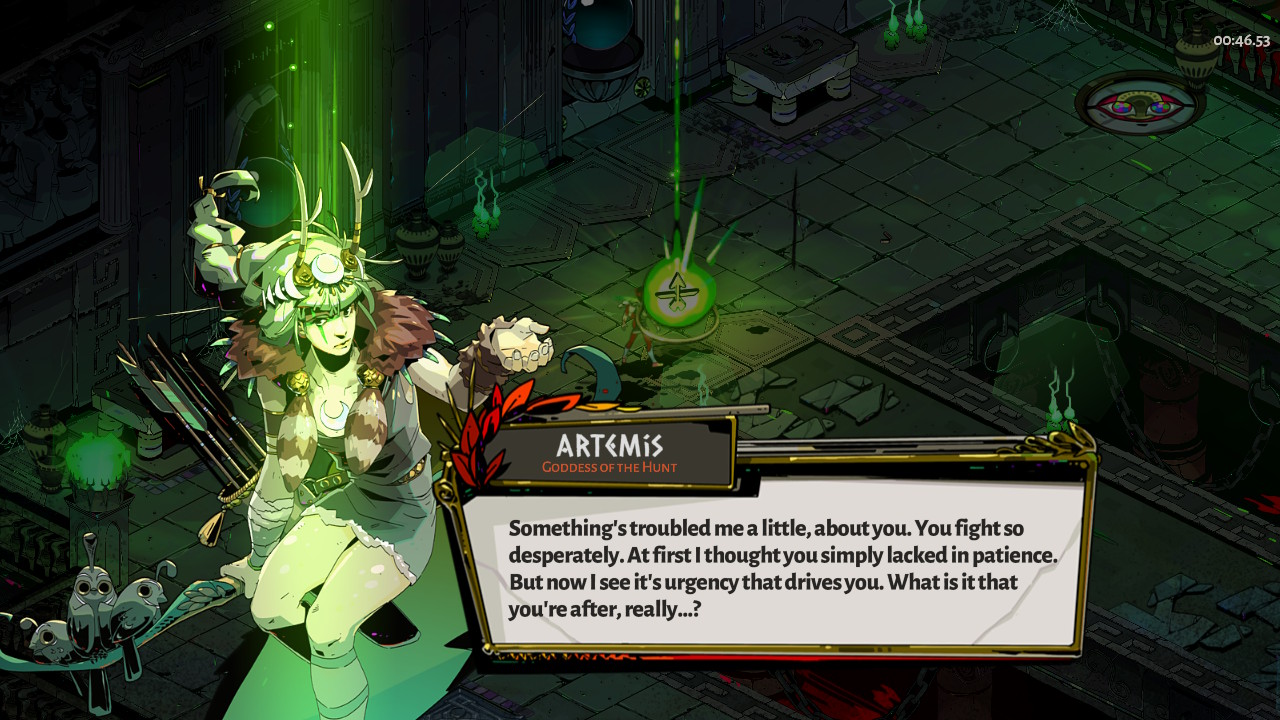 00:46.53
ARTEMIS
GODDESS OF THE HUNT
Something's troubled me a little, about you. You fight so
desperately. At first I thought you simply lacked in patience.
But now I see it's urgency that drives you. What is it that
you're after, really...?